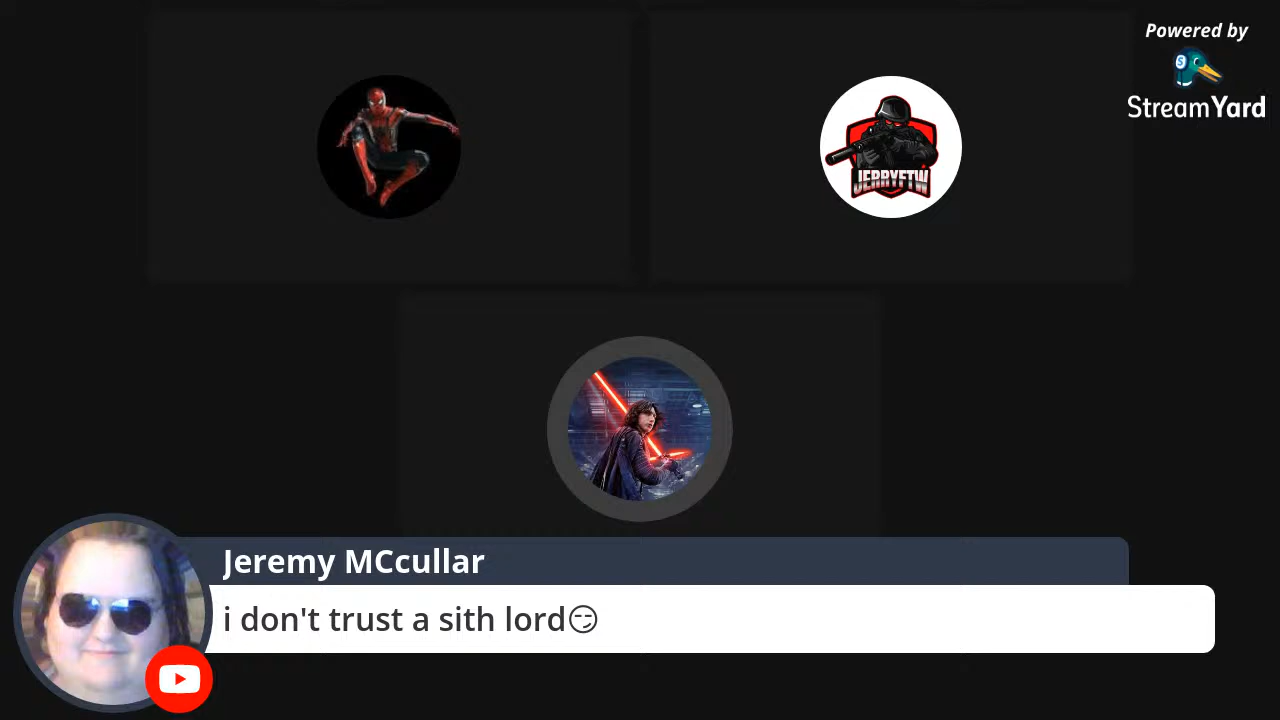 Powered by
StreamYard
JERRYFTW
Jeremy MCcullar
i don't trust a sith lord😏